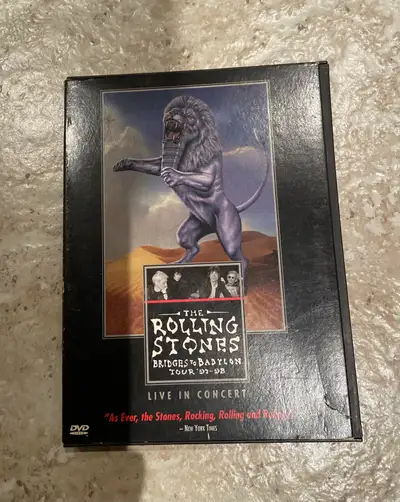 THE
ROLLING
STONES
BRIDGES TO BABYLON
TOUR '97-98
LIVE IN CONCERT
"As Ever, the Stones, Rocking, Rolling and
– NEW YORK TIMES
DVD